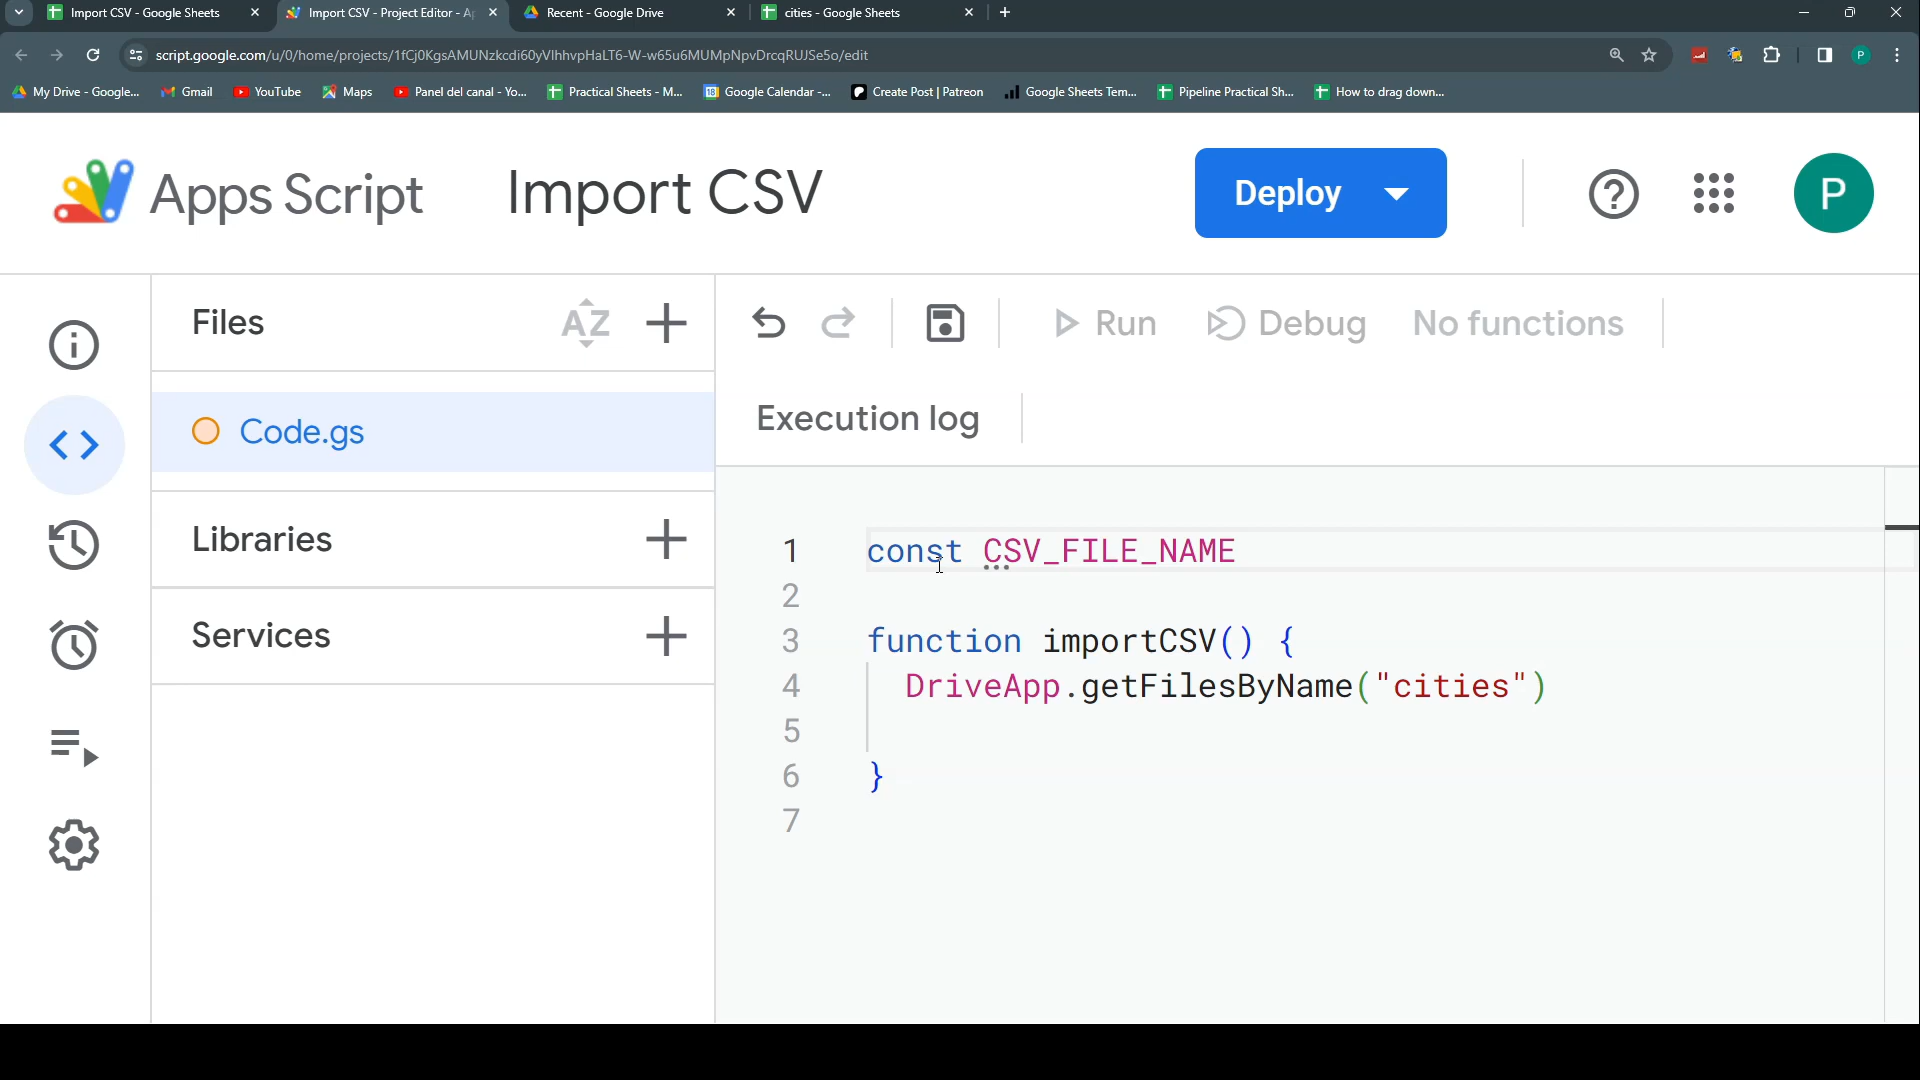 Import CSV - Google Sheets
Import CSV - Project Editor - Ap
Recent - Google Drive
cities - Google Sheets
script.google.com/u/0/home/projects/1fCj0KgsAMUNzkcdi60yVIhhvpHaLT6-W-w65u6MUMpNpvDrcqRUJSe5o/edit
P
My Drive - Google...
Gmail
YouTube
Maps
Panel del canal - Yo...
Practical Sheets - M...
18
Google Calendar -...
Create Post | Patreon
Google Sheets Tem...
Pipeline Practical Sh...
How to drag down...
Apps Script
Import CSV
Deploy
P
Files
AZ
Run
Debug
No functions
Code.gs
Execution log
Libraries
Services
1 const CSV_FILE_NAME
2
3 function importCSV() {
4 DriveApp.getFilesByName("cities")
5
6 }
7